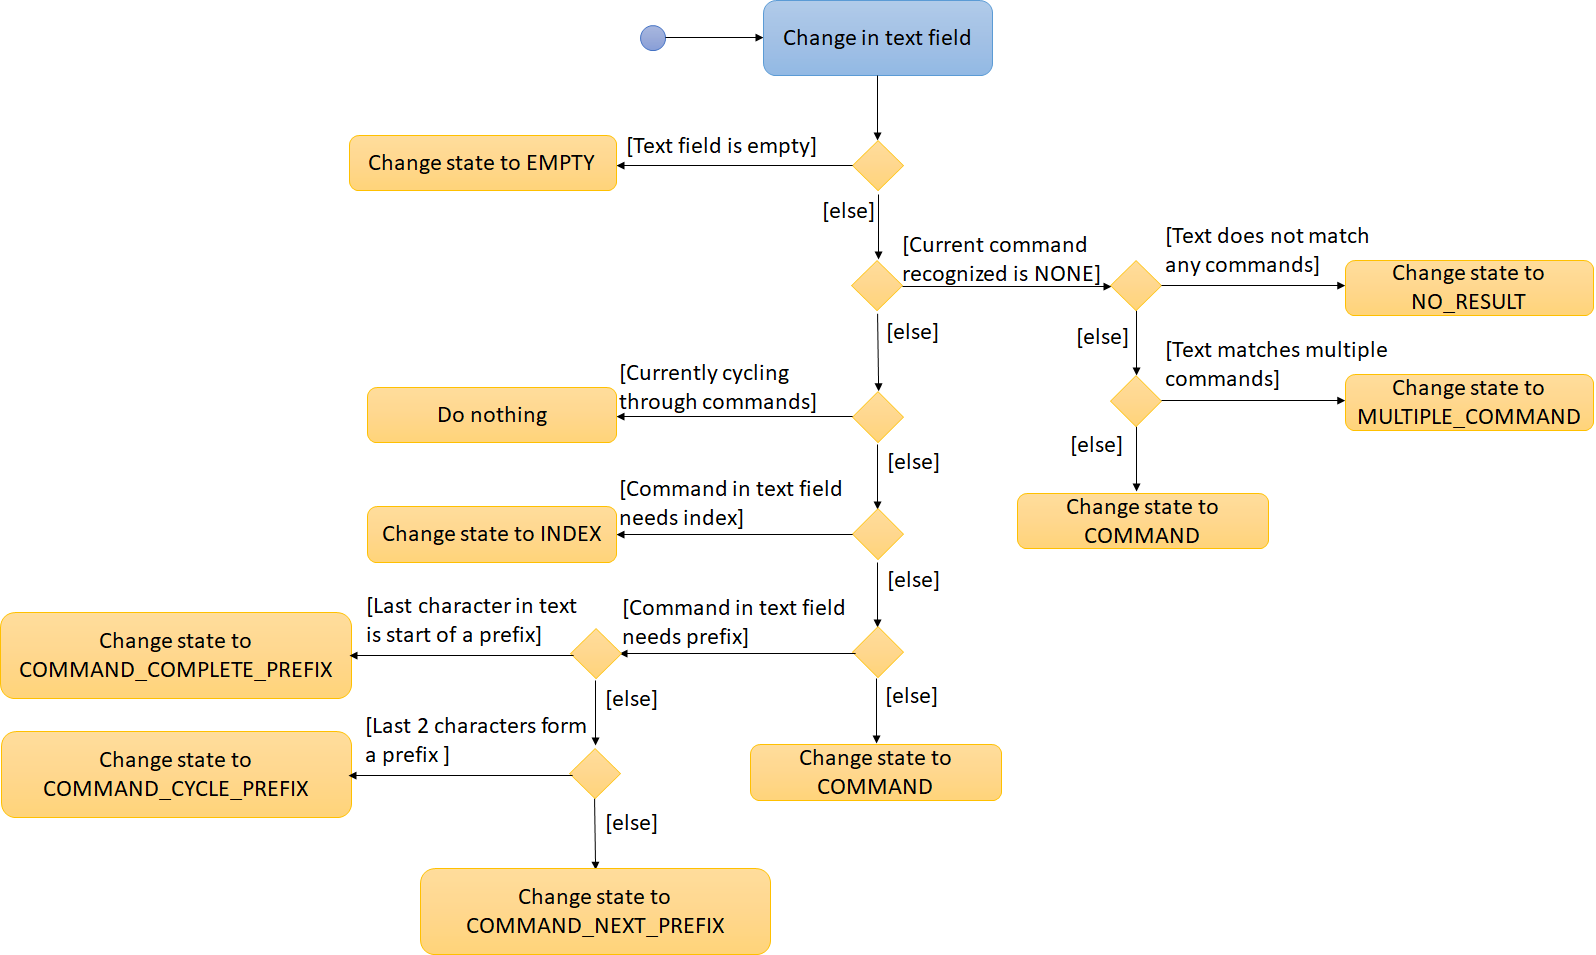 Change in text field
[Text field is empty]
Change state to EMPTY
[else]
[Current command
recognized is NONE]
[Text does not match
any commands]
Change state to
NO_RESULT
[else]
[else]
[Text matches multiple
commands]
Change state to
MULTIPLE_COMMAND
[Currently cycling
through commands]
Do nothing
[else]
Change state to
COMMAND
[else]
[Command in text field
needs index]
Change state to INDEX
[else]
[Command in text field
needs prefix]
[Last character in text
is start of a prefix]
Change state to
COMMAND_COMPLETE_PREFIX
[else]
[else]
[Last 2 characters form
a prefix ]
Change state to
COMMAND_CYCLE_PREFIX
Change state to
COMMAND
[else]
Change state to
COMMAND_NEXT_PREFIX